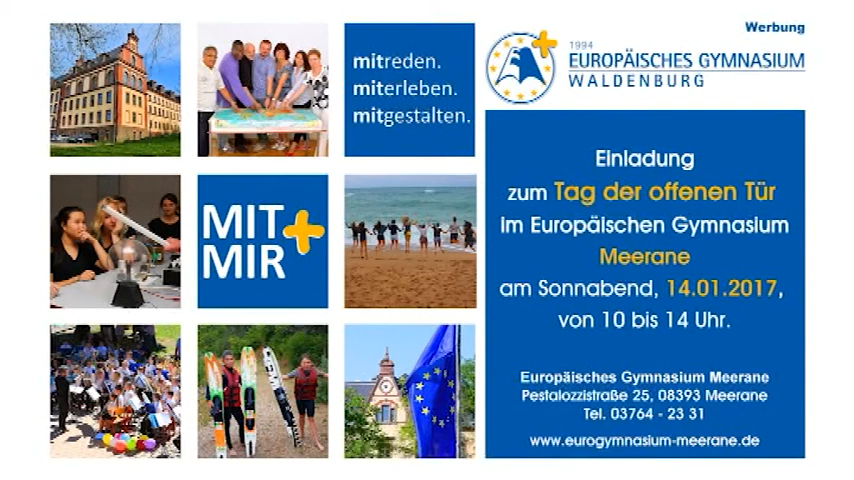 Werbung
1994
EUROPÄISCHES GYMNASIUM
WALDENBURG
mitreden.
miterleben.
mitgestalten.
MIT+
MIR
Einladung
zum Tag der offenen Tür
im Europäischen Gymnasium
Meerane
am Sonnabend, 14.01.2017,
von 10 bis 14 Uhr.
Europäisches Gymnasium Meerane
Pestalozzistraße 25, 08393 Meerane
Tel. 03764 - 23 31
www.eurogymnasium-meerane.de